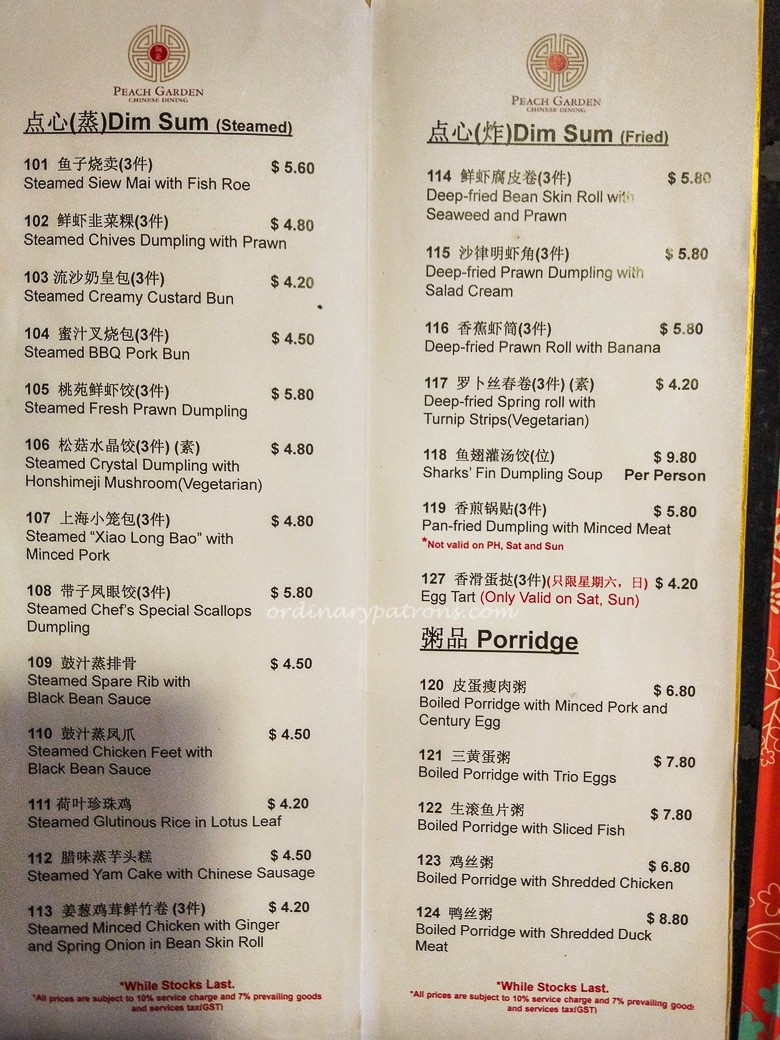 PEACH GARDEN
CHINESE DINING
点心(蒸)Dim Sum (Steamed)
101 鱼子烧卖(3件) $ 5.60
Steamed Siew Mai with Fish Roe
102 鲜虾韭菜粿(3件) $ 4.80
Steamed Chives Dumpling with Prawn
103 流沙奶皇包(3件) $ 4.20
Steamed Creamy Custard Bun
104 蜜汁叉烧包(3件) $ 4.50
Steamed BBQ Pork Bun
105 桃苑鲜虾饺(3件) $ 5.80
Steamed Fresh Prawn Dumpling
106 松菇水晶饺(3件) (素) $ 4.80
Steamed Crystal Dumpling with
Honshimeji Mushroom(Vegetarian)
107 上海小笼包(3件) $ 4.80
Steamed “Xiao Long Bao” with
Minced Pork
108 带子凤眼饺(3件) $ 5.80
Steamed Chef's Special Scallops
Dumpling
109 鼓汁蒸排骨 $ 4.50
Steamed Spare Rib with
Black Bean Sauce
110 鼓汁蒸凤爪 $ 4.50
Steamed Chicken Feet with
Black Bean Sauce
111 荷叶珍珠鸡 $ 4.20
Steamed Glutinous Rice in Lotus Leaf
112 腊味蒸芋头糕 $ 4.50
Steamed Yam Cake with Chinese Sausage
113 姜葱鸡茸鲜竹卷 (3件) $ 4.20
Steamed Minced Chicken with Ginger
and Spring Onion in Bean Skin Roll
*While Stocks Last.
*All prices are subject to 10% service charge and 7% prevailing goods
and services tax(GST)
PEACH GARDEN
CHINESE DINING
点心(炸)Dim Sum (Fried)
114 鲜虾腐皮卷(3件) $ 5.80
Deep-fried Bean Skin Roll with
Seaweed and Prawn
115 沙律明虾角(3件) $ 5.80
Deep-fried Prawn Dumpling with
Salad Cream
116 香蕉虾筒(3件) $ 5.80
Deep-fried Prawn Roll with Banana
117 罗卜丝春卷(3件) (素) $ 4.20
Deep-fried Spring roll with
Turnip Strips(Vegetarian)
118 鱼翅灌汤饺(位) $ 9.80
Sharks' Fin Dumpling Soup Per Person
119 香煎锅贴(3件) $ 5.80
Pan-fried Dumpling with Minced Meat
*Not valid on PH, Sat and Sun
127 香滑蛋挞(3件)(只限星期六，日) $ 4.20
Egg Tart (Only Valid on Sat, Sun)
粥品 Porridge
120 皮蛋瘦肉粥 $ 6.80
Boiled Porridge with Minced Pork and
Century Egg
121 三黄蛋粥 $ 7.80
Boiled Porridge with Trio Eggs
122 生滚鱼片粥 $ 7.80
Boiled Porridge with Sliced Fish
123 鸡丝粥 $ 6.80
Boiled Porridge with Shredded Chicken
124 鸭丝粥 $ 8.80
Boiled Porridge with Shredded Duck
Meat
*While Stocks Last.
*All prices are subject to 10% service charge and 7% prevailing goods
and services tax(GST)
ordinarypatrons.com